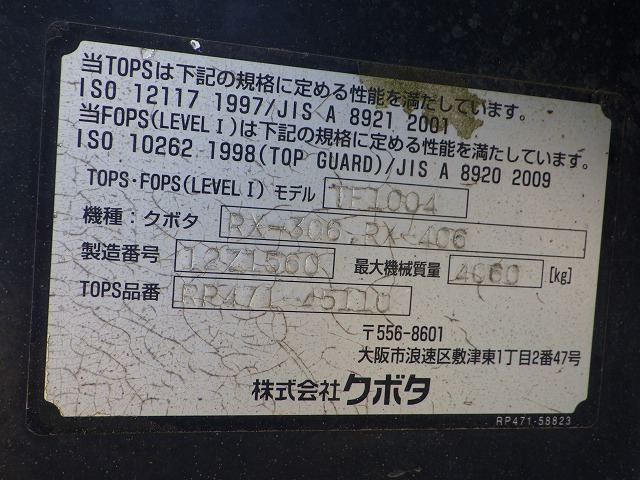 当TOPSは下記の規格に定める性能を満たしています。
ISO 12117 1997/JIS A 8921 2001
当FOPS(LEVEL I)は下記の規格に定める性能を満たしています。
ISO 10262 1998(TOP GUARD)/JIS A 8920 2009
TOPS・FOPS(LEVEL I) モデル TF1004
機種：クボタ RX-306,RX-406
製造番号 12Z1560 最大機械質量 4660 [kg]
TOPS品番 RP471-45110
〒556-8601
大阪市浪速区敷津東1丁目2番47号
株式会社クボタ
RP471-58823